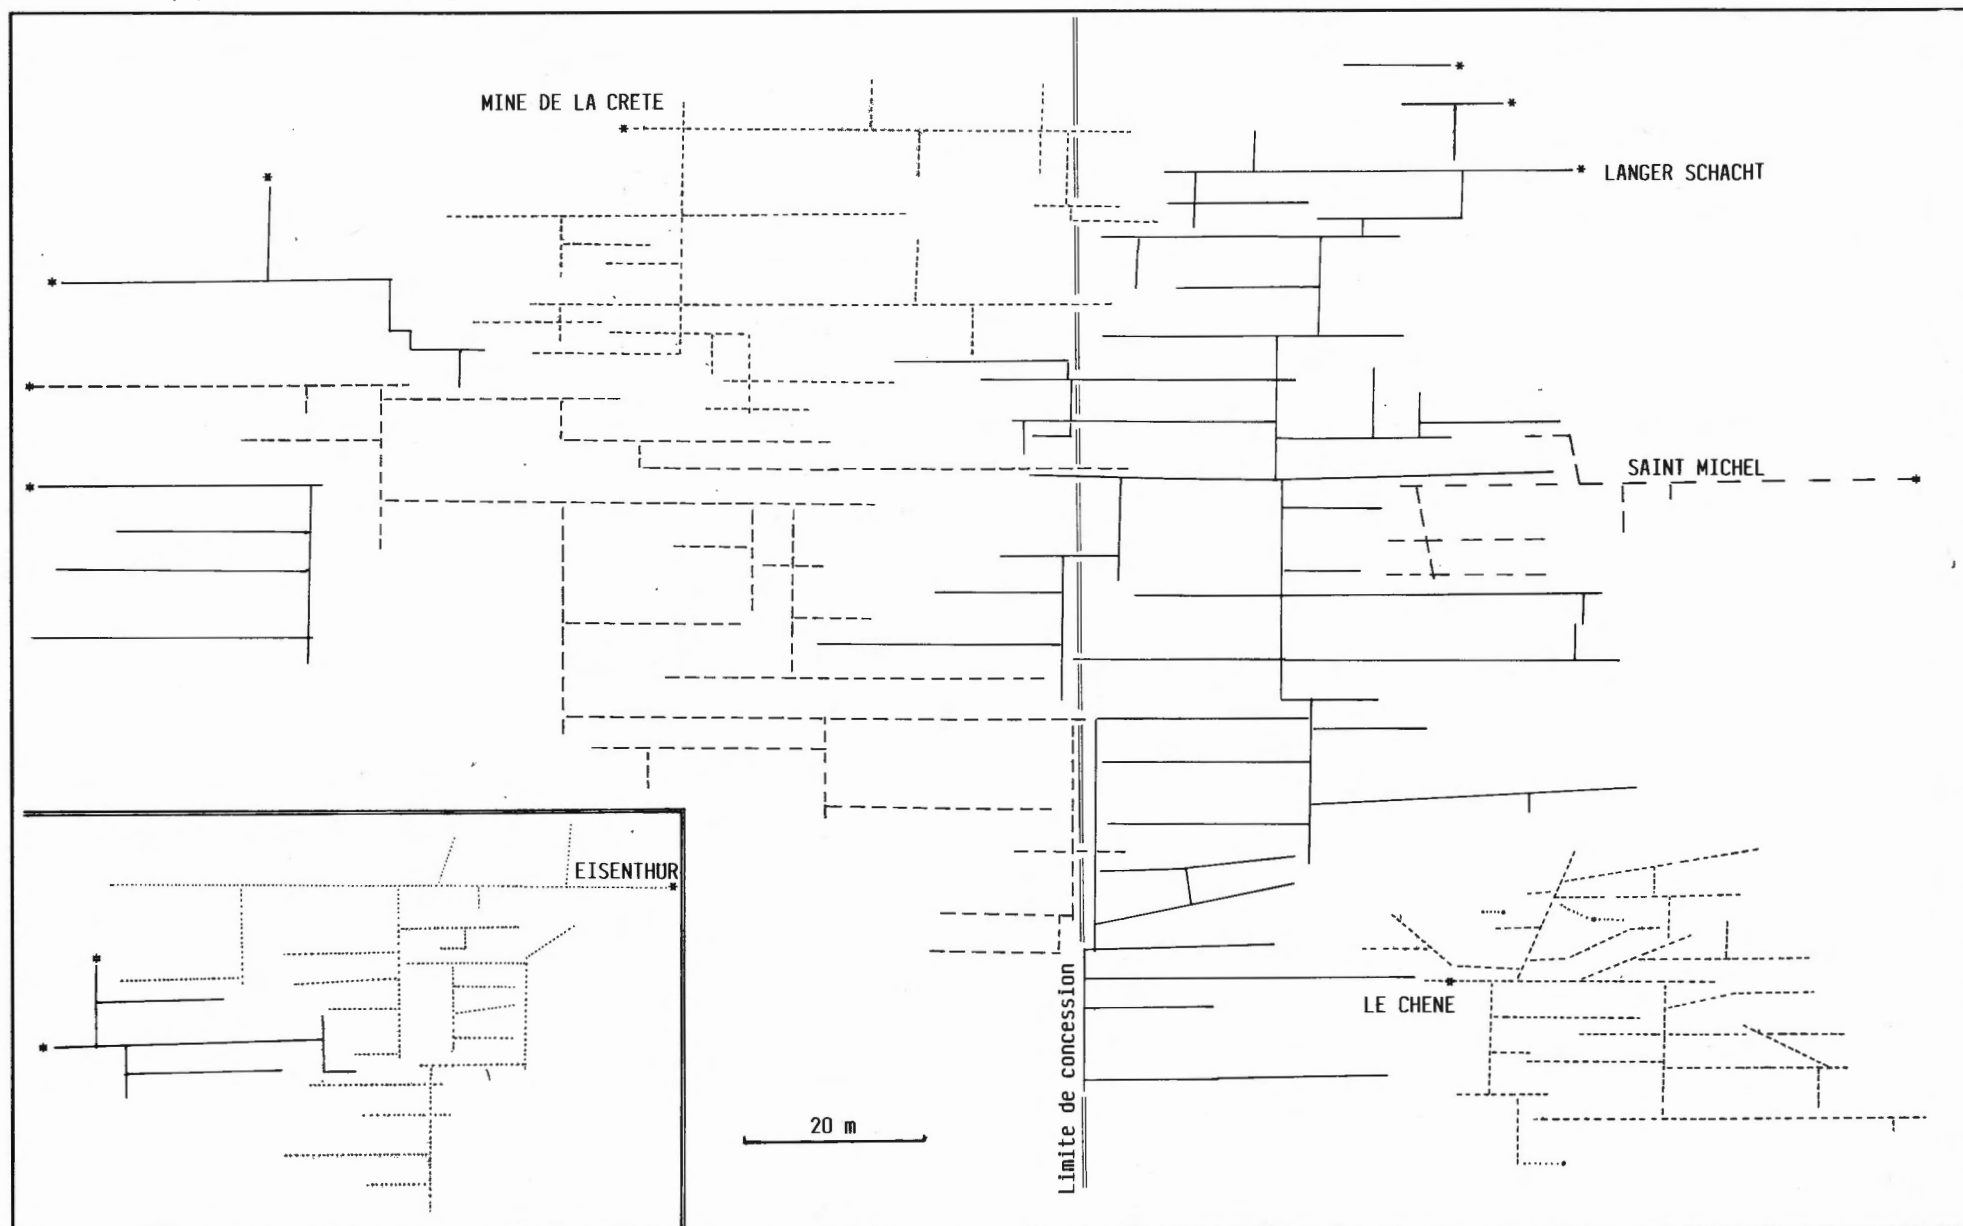 MINE DE LA CRETE
LANGER SCHACHT
SAINT MICHEL
EISENTHUR
LE CHENE
20 m
Limite de concession